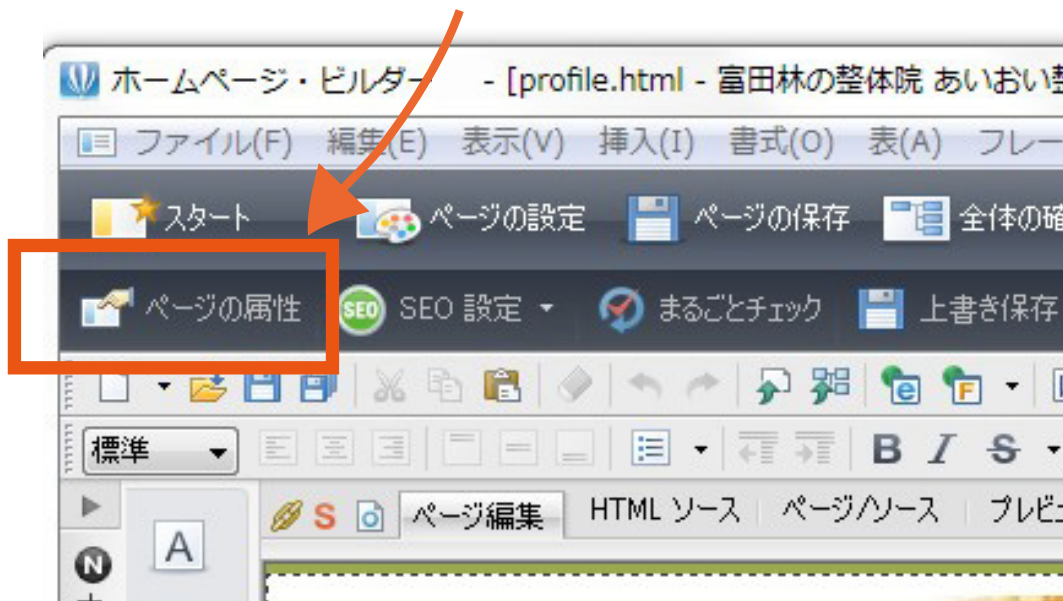 ホームページ・ビルダー - [profile.html - 富田林の整体院 あいおい整
ファイル(F) 編集(E) 表示(V) 挿入(I) 書式(O) 表(A) フレー
スタート ページの設定 ページの保存 全体の確
ページの属性 SEO SEO 設定 まるごとチェック 上書き保存
標準 B I S
S ページ編集 HTML ソース ページ/ソース プレビ
A
N